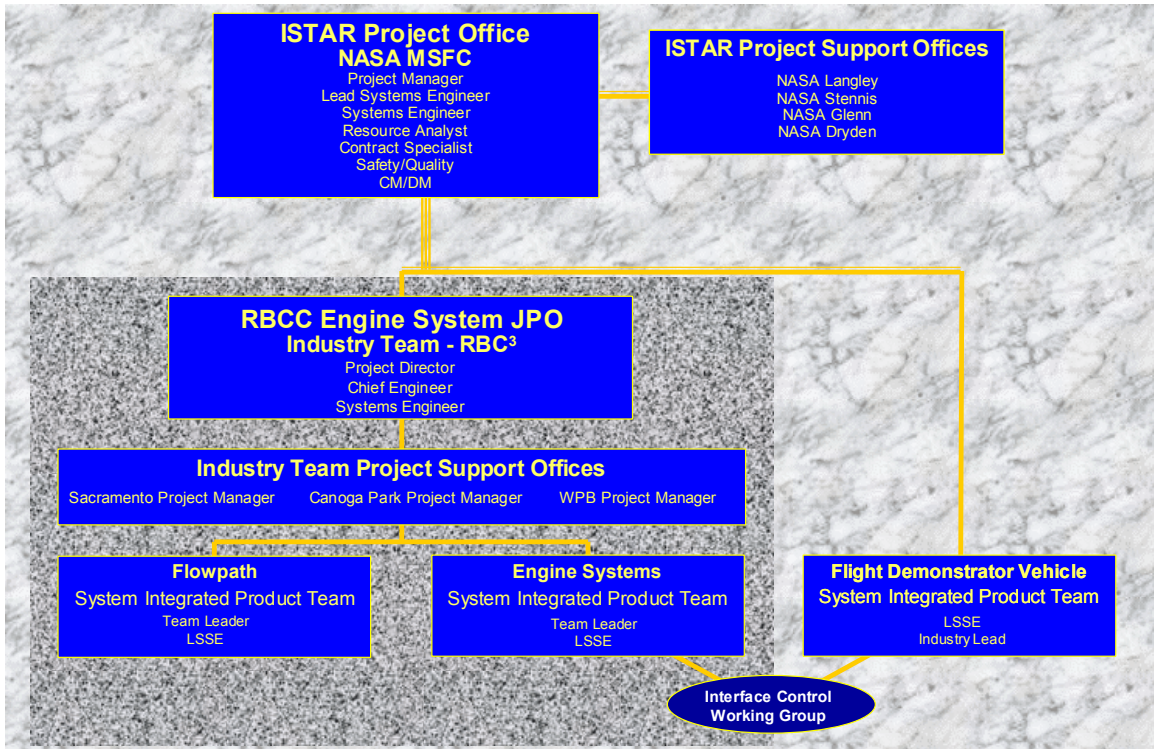 ISTAR Project Office
NASA MSFC
Project Manager
Lead Systems Engineer
Systems Engineer
Resource Analyst
Contract Specialist
Safety/Quality
CM/DM
ISTAR Project Support Offices
NASA Langley
NASA Stennis
NASA Glenn
NASA Dryden
RBCC Engine System JPO
Industry Team - RBC³
Project Director
Chief Engineer
Systems Engineer
Industry Team Project Support Offices
Sacramento Project Manager Canoga Park Project Manager WPB Project Manager
Flowpath
System Integrated Product Team
Team Leader
LSSE
Engine Systems
System Integrated Product Team
Team Leader
LSSE
Flight Demonstrator Vehicle
System Integrated Product Team
LSSE
Industry Lead
Interface Control
Working Group